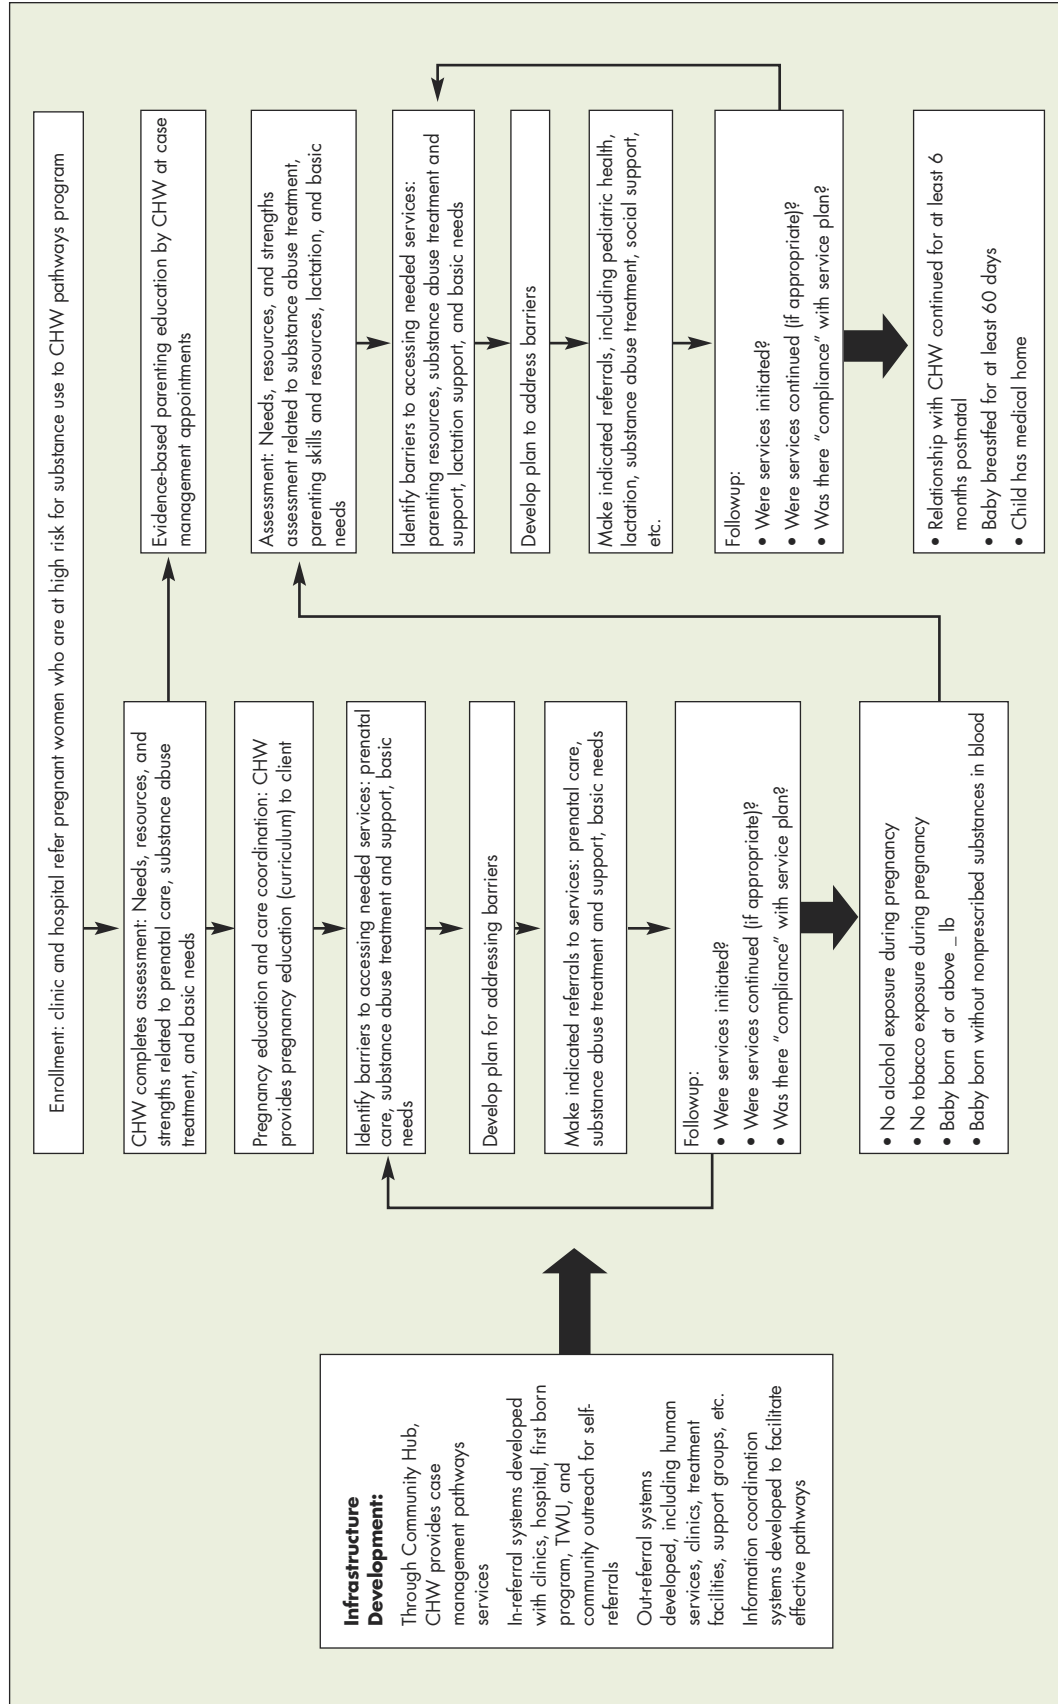 Enrollment: clinic and hospital refer pregnant women who are at high risk for substance use to CHW pathways program
Infrastructure
Development:
Through Community Hub,
CHW provides case
management pathways
services
In-referral systems developed
with clinics, hospital, first born
program, TWU, and
community outreach for self-
referrals
Out-referral systems
developed, including human
services, clinics, treatment
facilities, support groups, etc.
Information coordination
systems developed to facilitate
effective pathways
CHW completes assessment: Needs, resources, and
strengths related to prenatal care, substance abuse
treatment, and basic needs
Pregnancy education and care coordination: CHW
provides pregnancy education (curriculum) to client
Identify barriers to accessing needed services: prenatal
care, substance abuse treatment and support, basic
needs
Develop plan for addressing barriers
Make indicated referrals to services: prenatal care,
substance abuse treatment and support, basic needs
Followup:
• Were services initiated?
• Were services continued (if appropriate)?
• Was there “compliance” with service plan?
• No alcohol exposure during pregnancy
• No tobacco exposure during pregnancy
• Baby born at or above _ lb
• Baby born without nonprescribed substances in blood
Evidence-based parenting education by CHW at case
management appointments
Assessment: Needs, resources, and strengths
assessment related to substance abuse treatment,
parenting skills and resources, lactation, and basic
needs
Identify barriers to accessing needed services:
parenting resources, substance abuse treatment and
support, lactation support, and basic needs
Develop plan to address barriers
Make indicated referrals, including pediatric health,
lactation, substance abuse treatment, social support,
etc.
Followup:
• Were services initiated?
• Were services continued (if appropriate)?
• Was there “compliance” with service plan?
• Relationship with CHW continued for at least 6
months postnatal
• Baby breastfed for at least 60 days
• Child has medical home